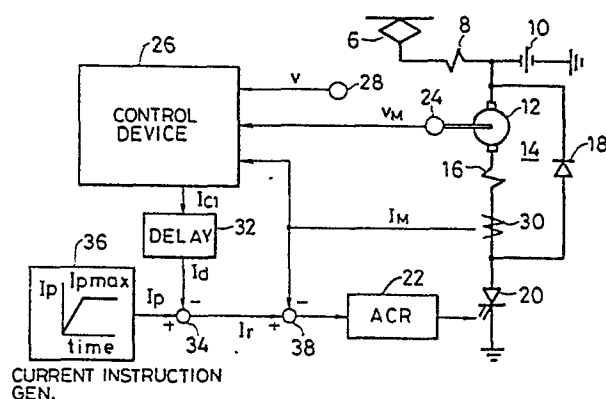 6
8
10
26
CONTROL
DEVICE
v
28
24
12
vM
14
18
16
IC1
IM
30
DELAY
32
36
Ip
Ipmax
Id
time
Ip
34
Ir
38
22
ACR
20
CURRENT INSTRUCTION
GEN.